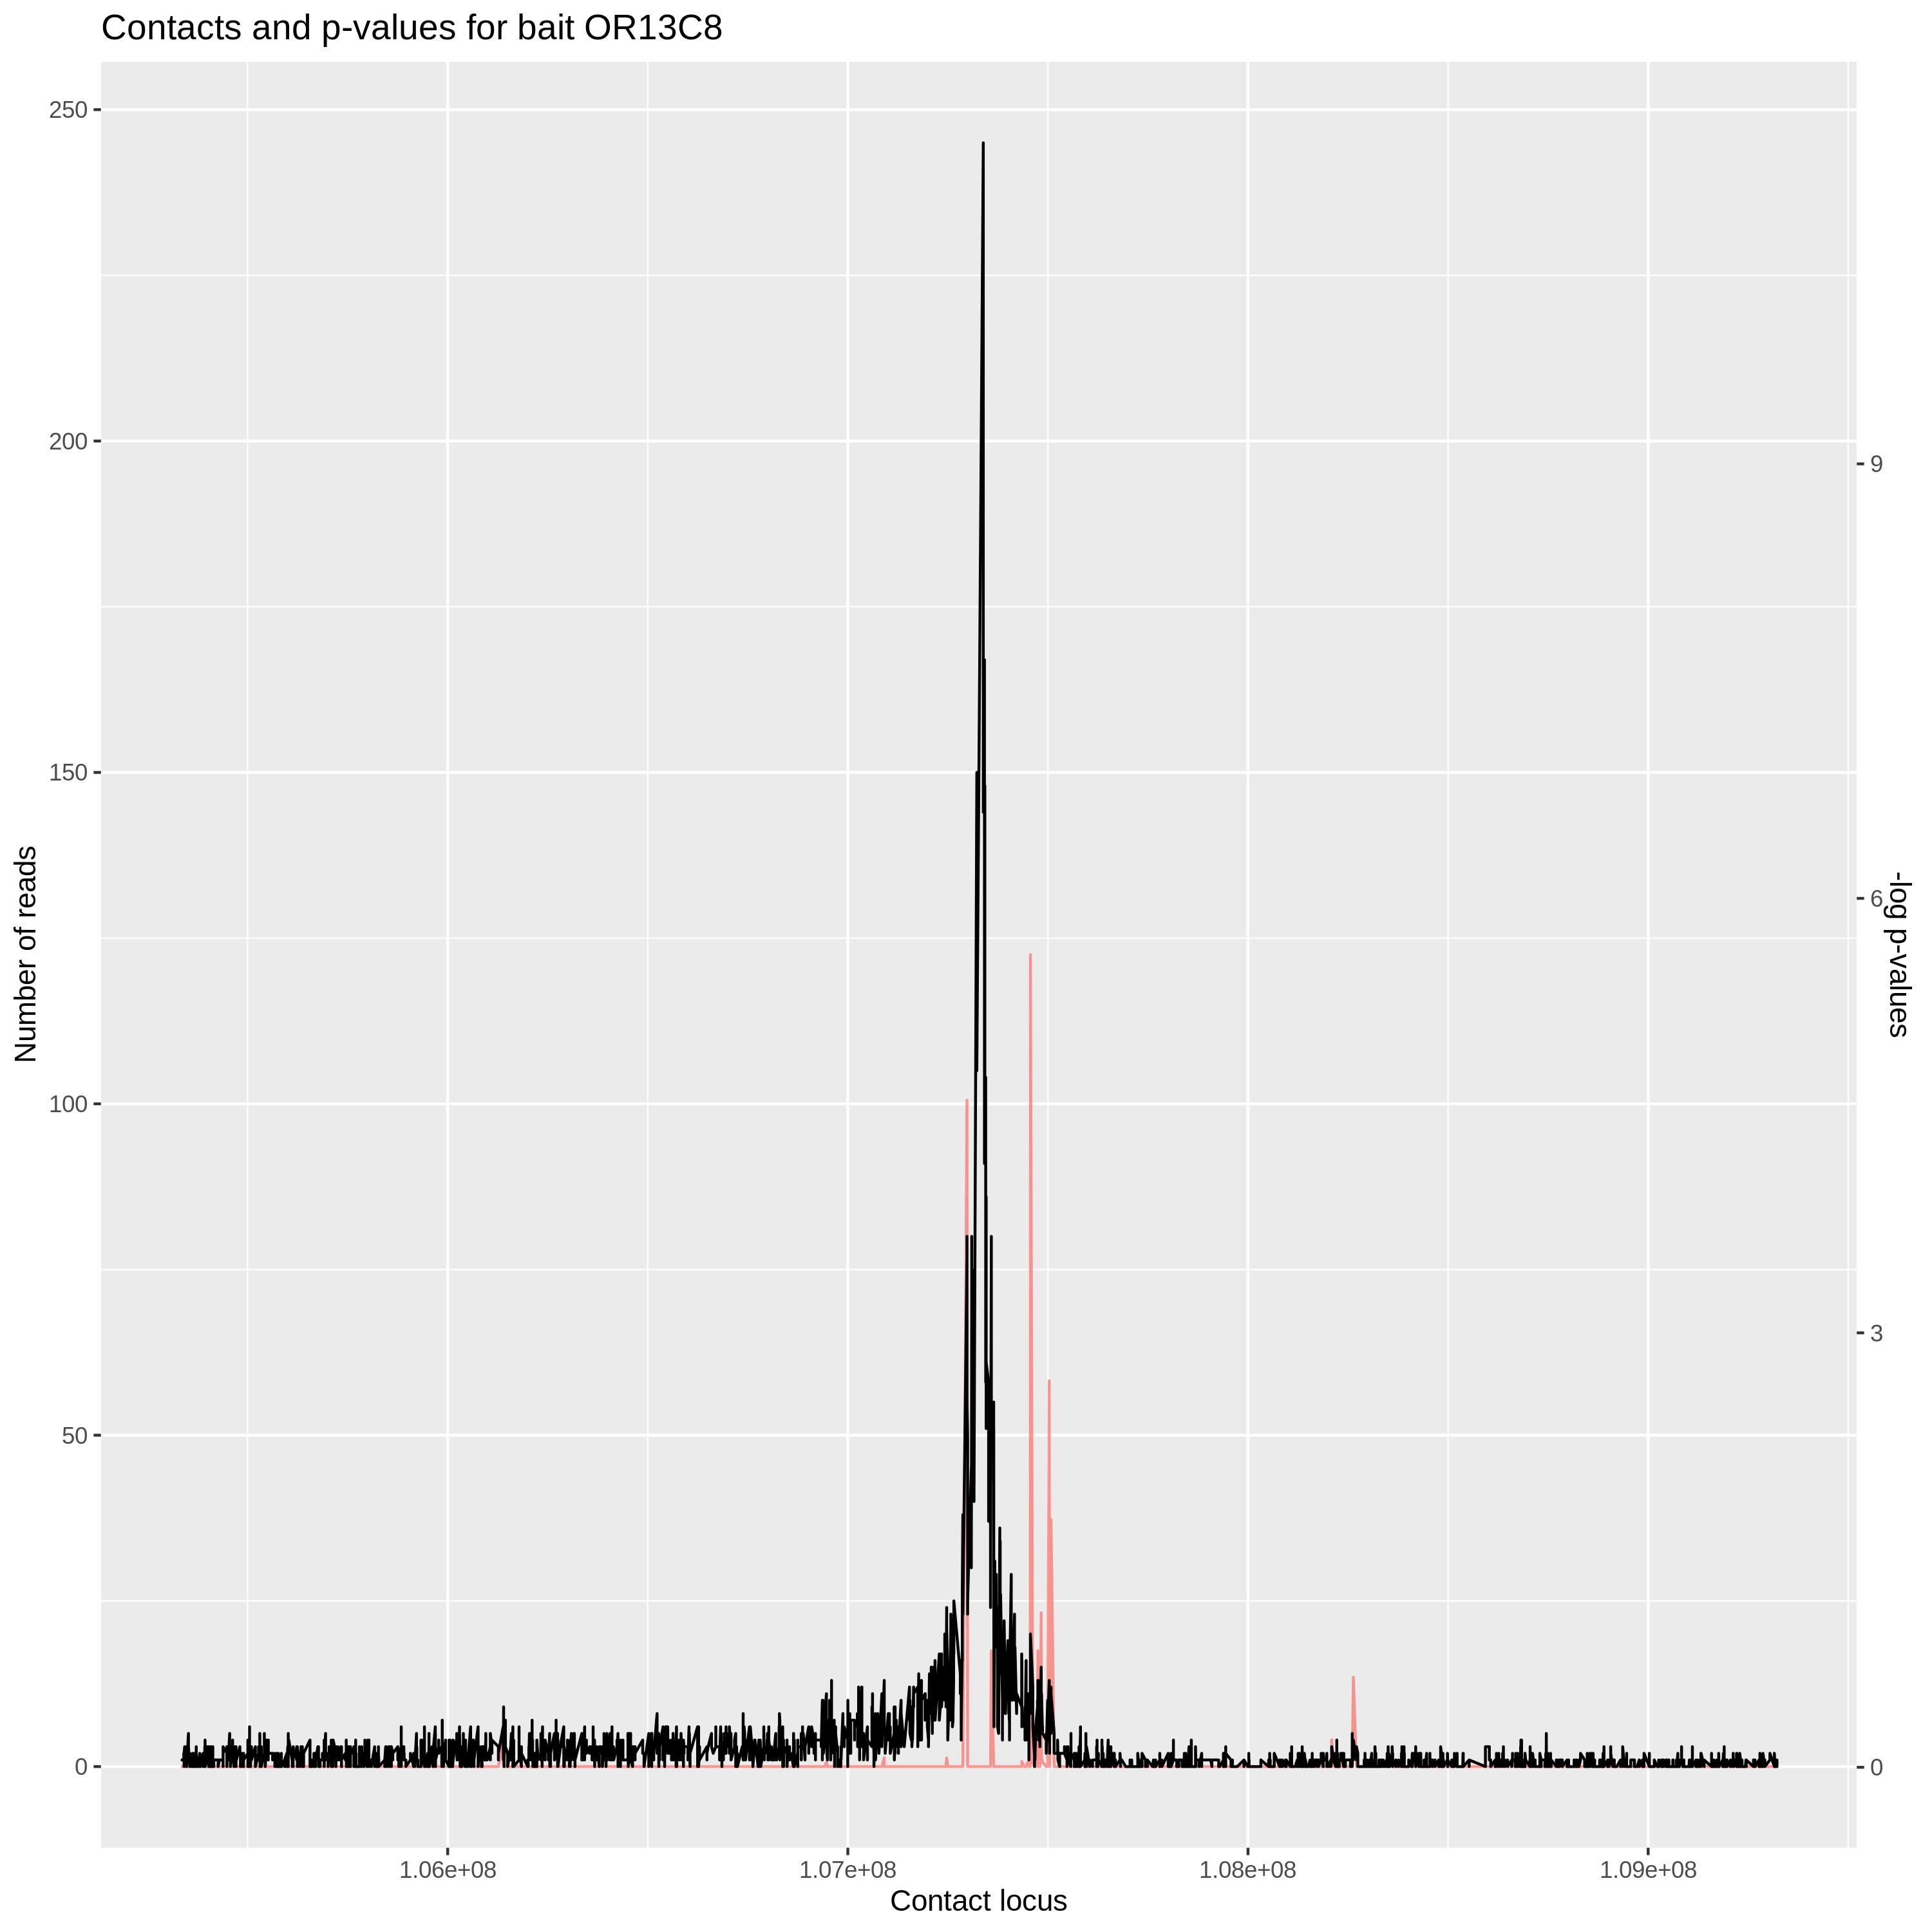 Contacts and p-values for bait OR13C8
250
200
150
100
50
0
Number of reads
9
6
3
0
-log p-values
1.06e+08
1.07e+08
1.08e+08
1.09e+08
Contact locus